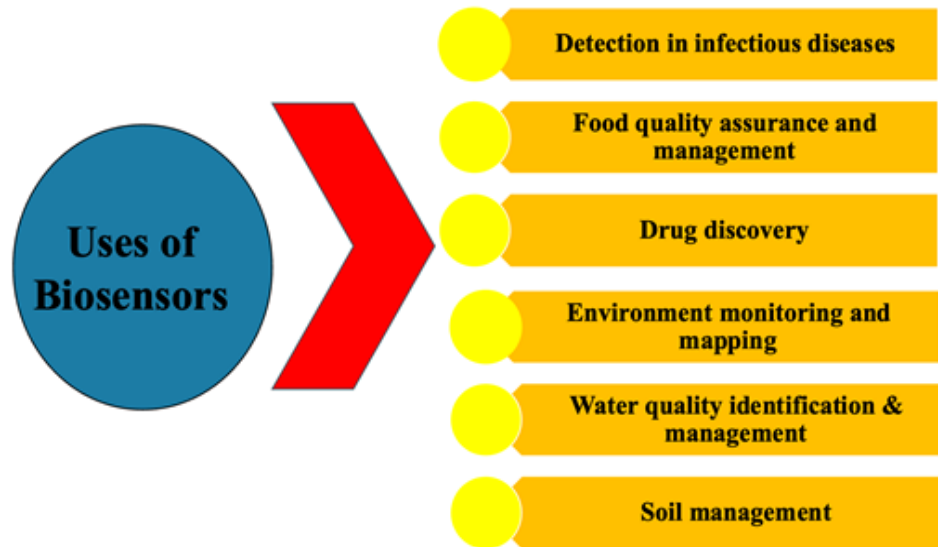 Uses of
Biosensors
Detection in infectious diseases
Food quality assurance and
management
Drug discovery
Environment monitoring and
mapping
Water quality identification &
management
Soil management